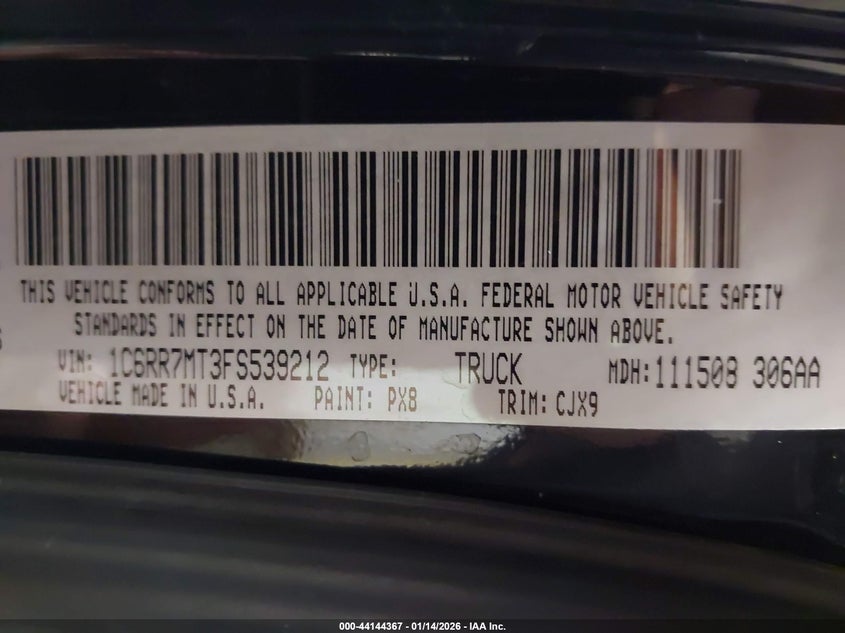 THIS VEHICLE CONFORMS TO ALL APPLICABLE U.S.A. FEDERAL MOTOR VEHICLE SAFETY
STANDARDS IN EFFECT ON THE DATE OF MANUFACTURE SHOWN ABOVE.
VIN: 1C6RR7MT3FS539212 TYPE: TRUCK MDH: 111508 306AA
VEHICLE MADE IN U.S.A. PAINT: PX8 TRIM: CJX9
000-44144367 - 01/14/2026 - IAA Inc.